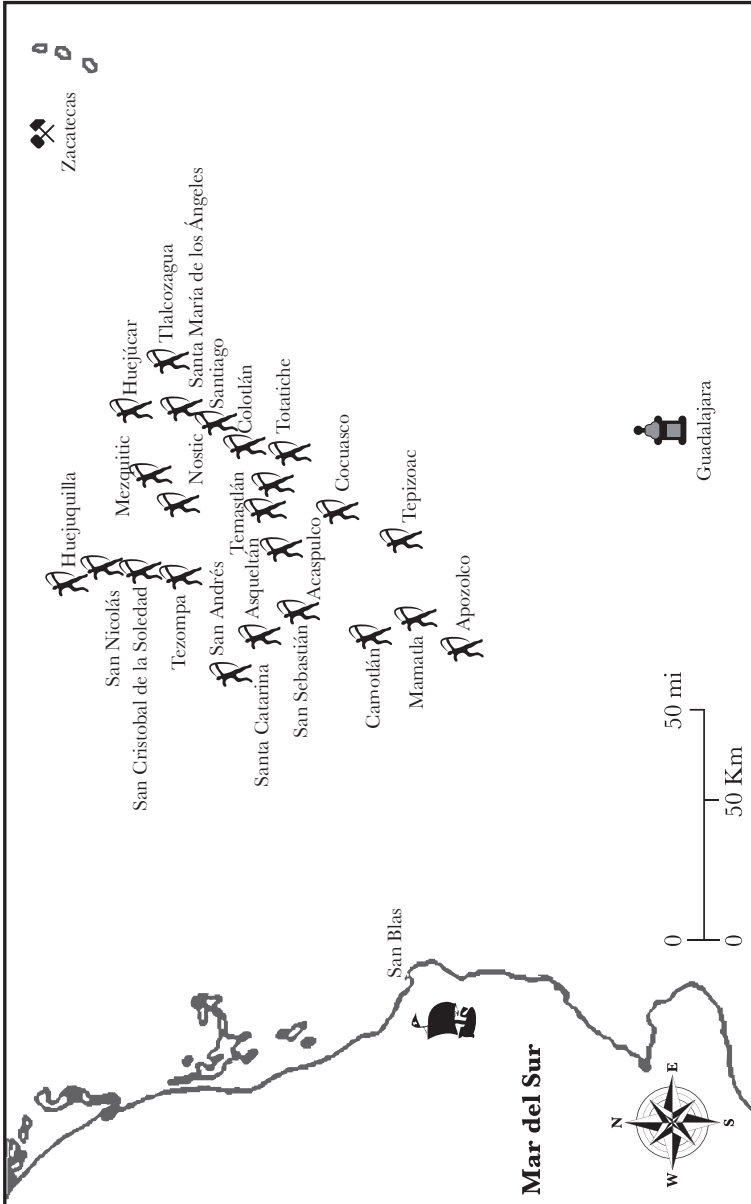 Zacatecas
Huejuquilla
Mezquitic
Huejúcar
Tlalcozagua
San Nicolás
San Cristobal de la Soledad
Nostic
Santa María de los Ángeles
Santiago
Tezompa
San Andrés
Temastlán
Colotlán
Asqueltán
Totatiche
Santa Catarina
San Sebastián
Acaspulco
Cocuasco
Camotlán
Tepizoac
Mamatla
Apozolco
San Blas
Guadalajara
Mar del Sur
0 50 mi
0 50 Km
N
W E
S